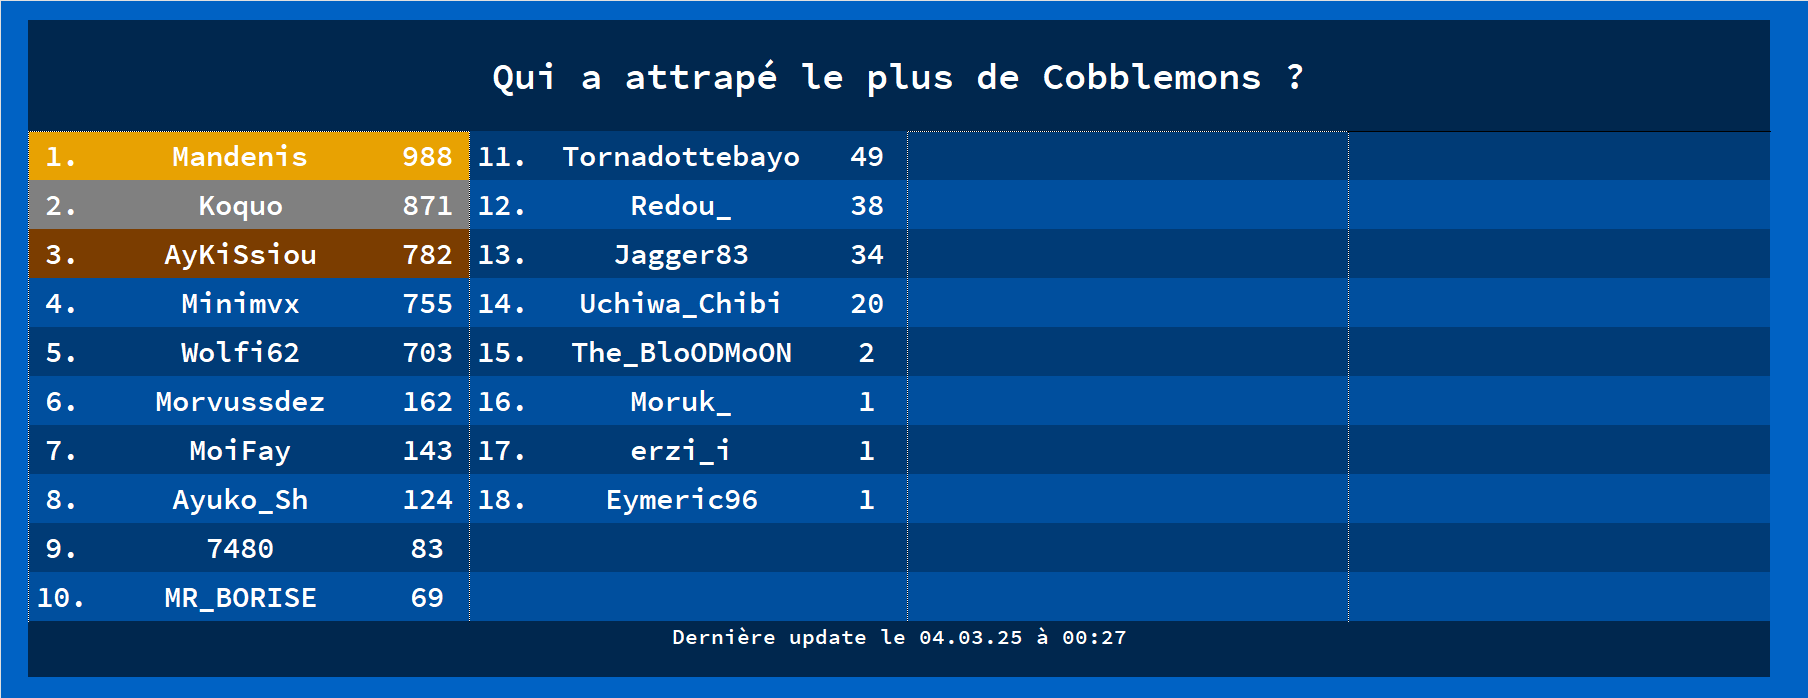 Qui a attrapé le plus de Cobblemons ?
1. Mandenis 988
2. Koquo 871
3. AyKiSsiou 782
4. Minimvx 755
5. Wolfi62 703
6. Morvussdez 162
7. MoiFay 143
8. Ayuko_Sh 124
9. 7480 83
10. MR_BORISE 69
11. Tornadottebayo 49
12. Redou_ 38
13. Jagger83 34
14. Uchiwa_Chibi 20
15. The_BloODMoON 2
16. Moruk_ 1
17. erzi_i 1
18. Eymeric96 1
Dernière update le 04.03.25 à 00:27